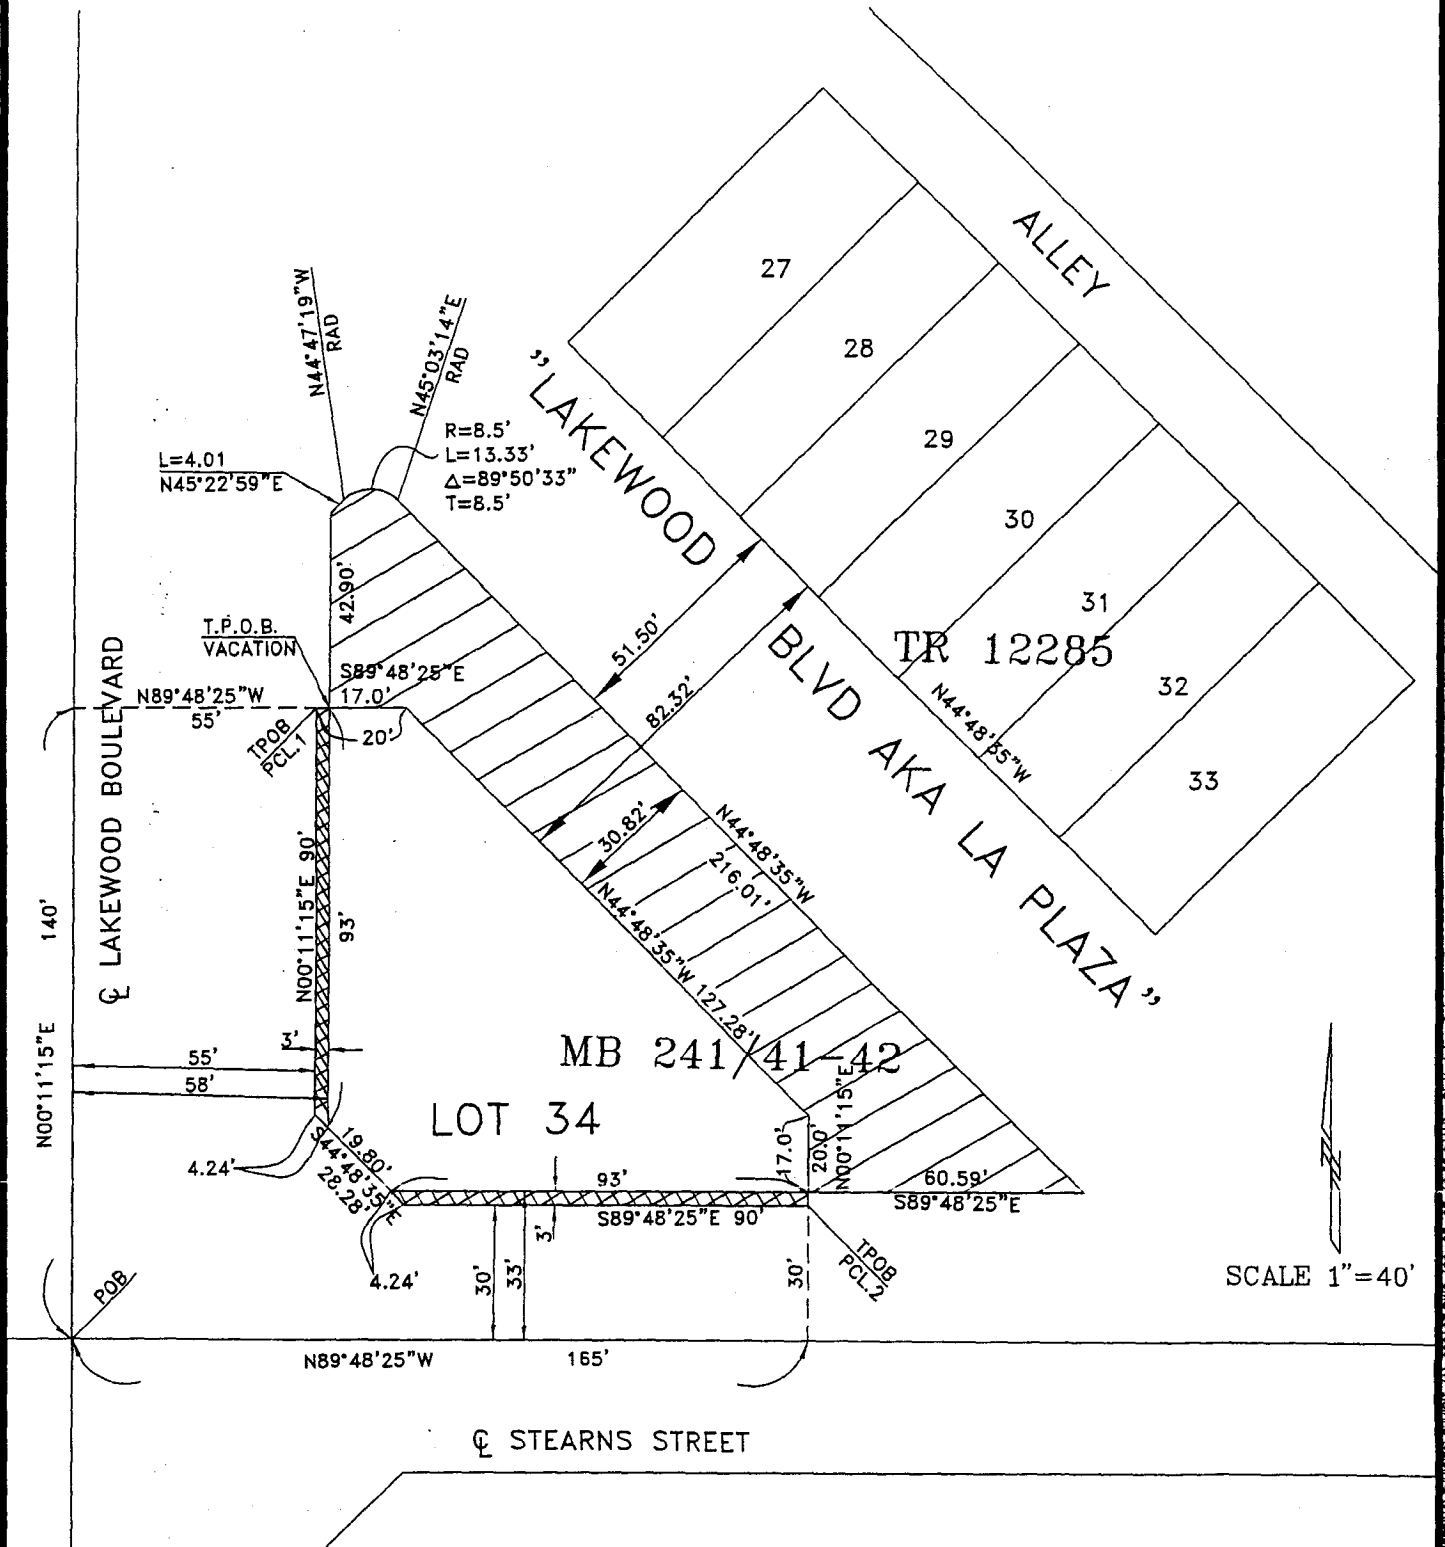 ALLEY
27
28
29
30
31
32
33
TR 12285
N44°48'35"W
"LAKEWOOD BLVD AKA LA PLAZA"
N44°47'19"W
RAD
N45°03'14"E
RAD
R=8.5'
L=13.33'
Δ=89°50'33"
T=8.5'
L=4.01
N45°22'59"E
42.90'
51.50'
82.32'
T.P.O.B.
VACATION
S89°48'25"E
17.0'
N89°48'25"W
55'
20'
TPOB
PCL.1
30.82'
N44°48'35"W
216.01'
N44°48'35"W 127.28'
℄ LAKEWOOD BOULEVARD
N00°11'15"E 140'
N00°11'15"E 90'
93'
3'
55'
58'
MB 241/41-42
LOT 34
4.24'
19.80'
S44°48'35"E
28.28'
93'
S89°48'25"E 90'
3'
17.0'
20.0'
N00°11'15"E
60.59'
S89°48'25"E
4.24'
30'
33'
30'
TPOB
PCL.2
POB
SCALE 1"=40'
N89°48'25"W 165'
℄ STEARNS STREET